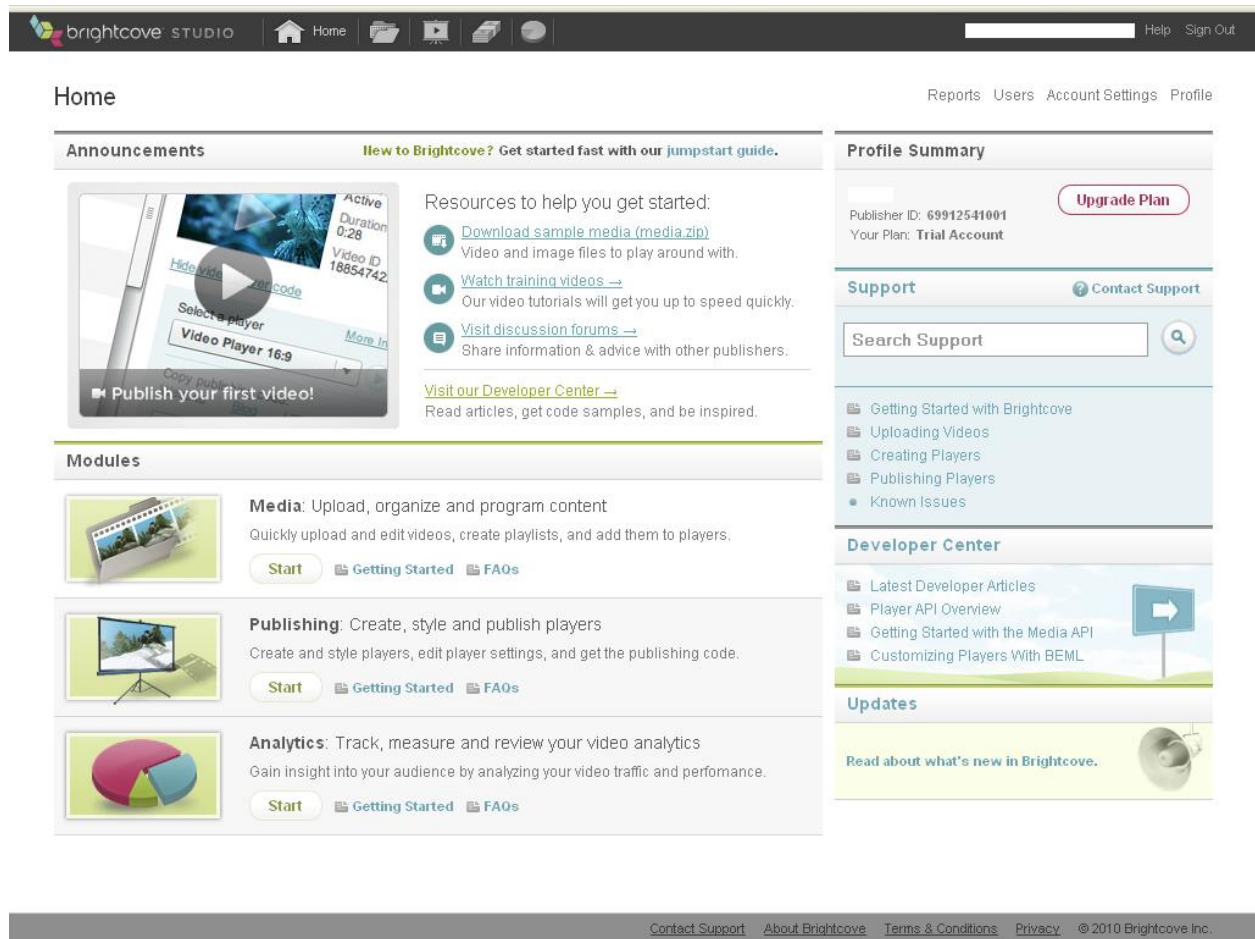 brightcove STUDIO Home Help Sign Out
Home
Reports Users Account Settings Profile
Announcements
New to Brightcove? Get started fast with our jumpstart guide.
Active
Duration
0:28
Video ID
18854742
Select a player
More In
Video Player 16:9
Publish your first video!
Resources to help you get started:
Download sample media (media.zip)
Video and image files to play around with.
Watch training videos →
Our video tutorials will get you up to speed quickly.
Visit discussion forums →
Share information & advice with other publishers.
Visit our Developer Center →
Read articles, get code samples, and be inspired.
Modules
Media: Upload, organize and program content
Quickly upload and edit videos, create playlists, and add them to players.
Start Getting Started FAQs
Publishing: Create, style and publish players
Create and style players, edit player settings, and get the publishing code.
Start Getting Started FAQs
Analytics: Track, measure and review your video analytics
Gain insight into your audience by analyzing your video traffic and perfomance.
Start Getting Started FAQs
Profile Summary
Publisher ID: 69912541001
Your Plan: Trial Account
Upgrade Plan
Support
Contact Support
Search Support
Getting Started with Brightcove
Uploading Videos
Creating Players
Publishing Players
Known Issues
Developer Center
Latest Developer Articles
Player API Overview
Getting Started with the Media API
Customizing Players With BEML
Updates
Read about what's new in Brightcove.
Contact Support About Brightcove Terms & Conditions Privacy © 2010 Brightcove Inc.